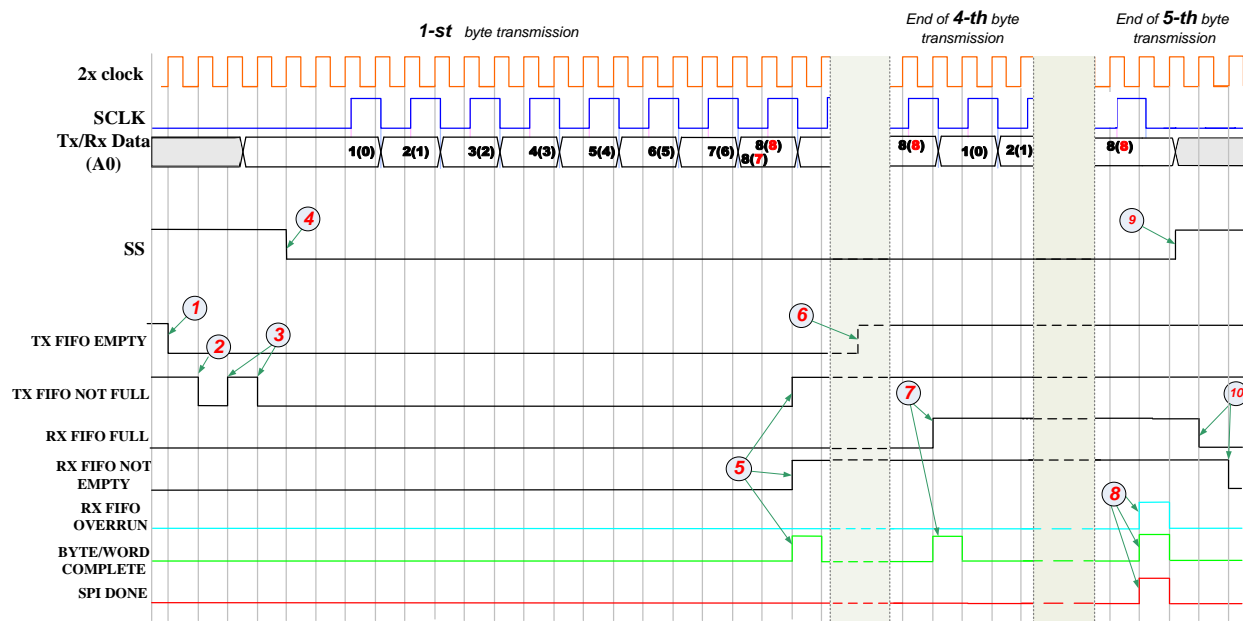 1-st byte transmission
End of 4-th byte
transmission
End of 5-th byte
transmission
2x clock
SCLK
Tx/Rx Data
(A0)
1(0)
2(1)
3(2)
4(3)
5(4)
6(5)
7(6)
8(8)
8(7)
8(8)
1(0)
2(1)
8(8)
SS
4
9
TX FIFO EMPTY
1
6
TX FIFO NOT FULL
2
3
RX FIFO FULL
7
10
RX FIFO NOT
EMPTY
5
RX FIFO
OVERRUN
8
BYTE/WORD
COMPLETE
SPI DONE